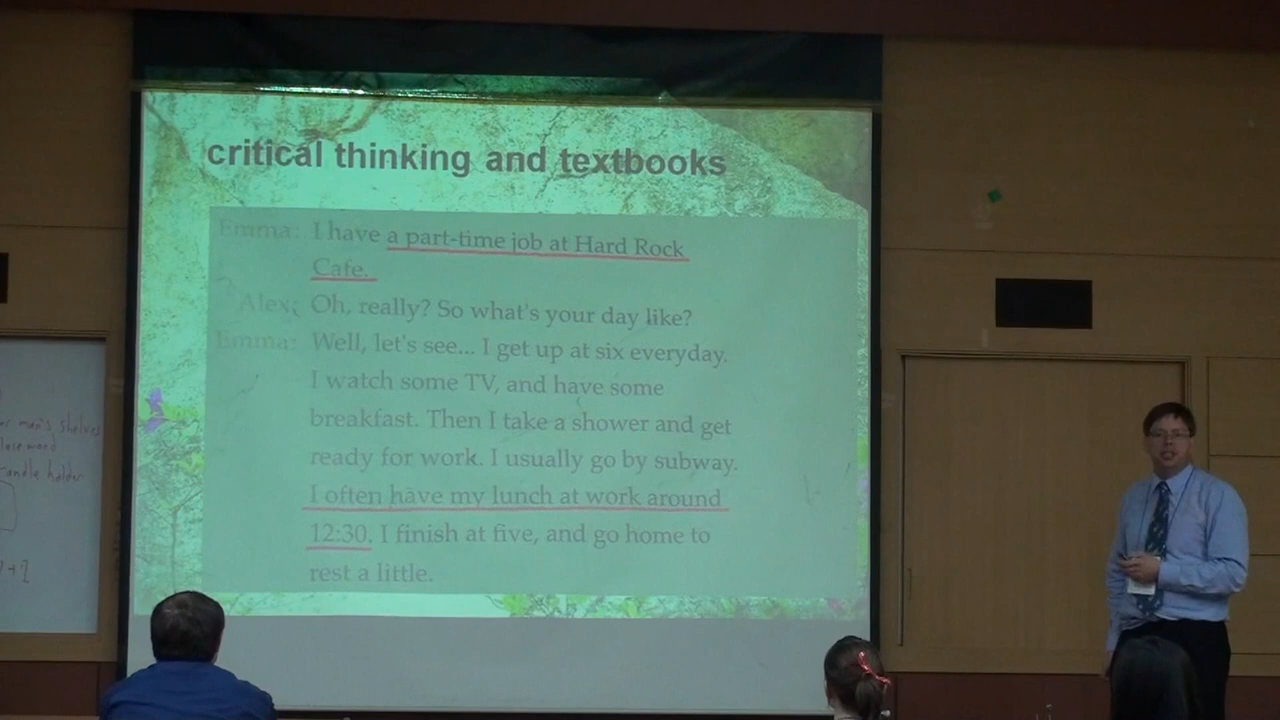 critical thinking and textbooks
Emma: I have a part-time job at Hard Rock
Cafe.
Alex: Oh, really? So what's your day like?
Emma: Well, let's see... I get up at six everyday.
I watch some TV, and have some
breakfast. Then I take a shower and get
ready for work. I usually go by subway.
I often have my lunch at work around
12:30. I finish at five, and go home to
rest a little.
man's shelves
word
candle holder